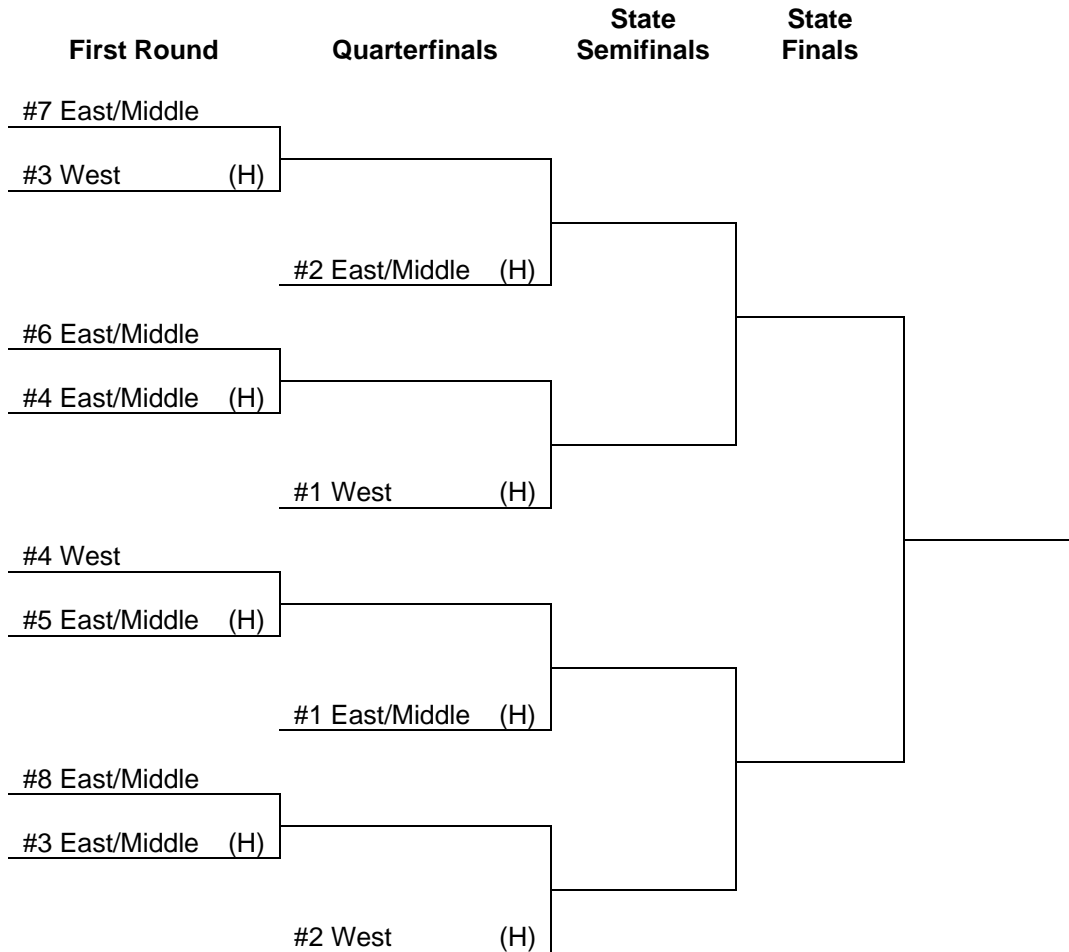 First Round Quarterfinals State Semifinals State Finals
#7 East/Middle
#3 West (H)
#2 East/Middle (H)
#6 East/Middle
#4 East/Middle (H)
#1 West (H)
#4 West
#5 East/Middle (H)
#1 East/Middle (H)
#8 East/Middle
#3 East/Middle (H)
#2 West (H)